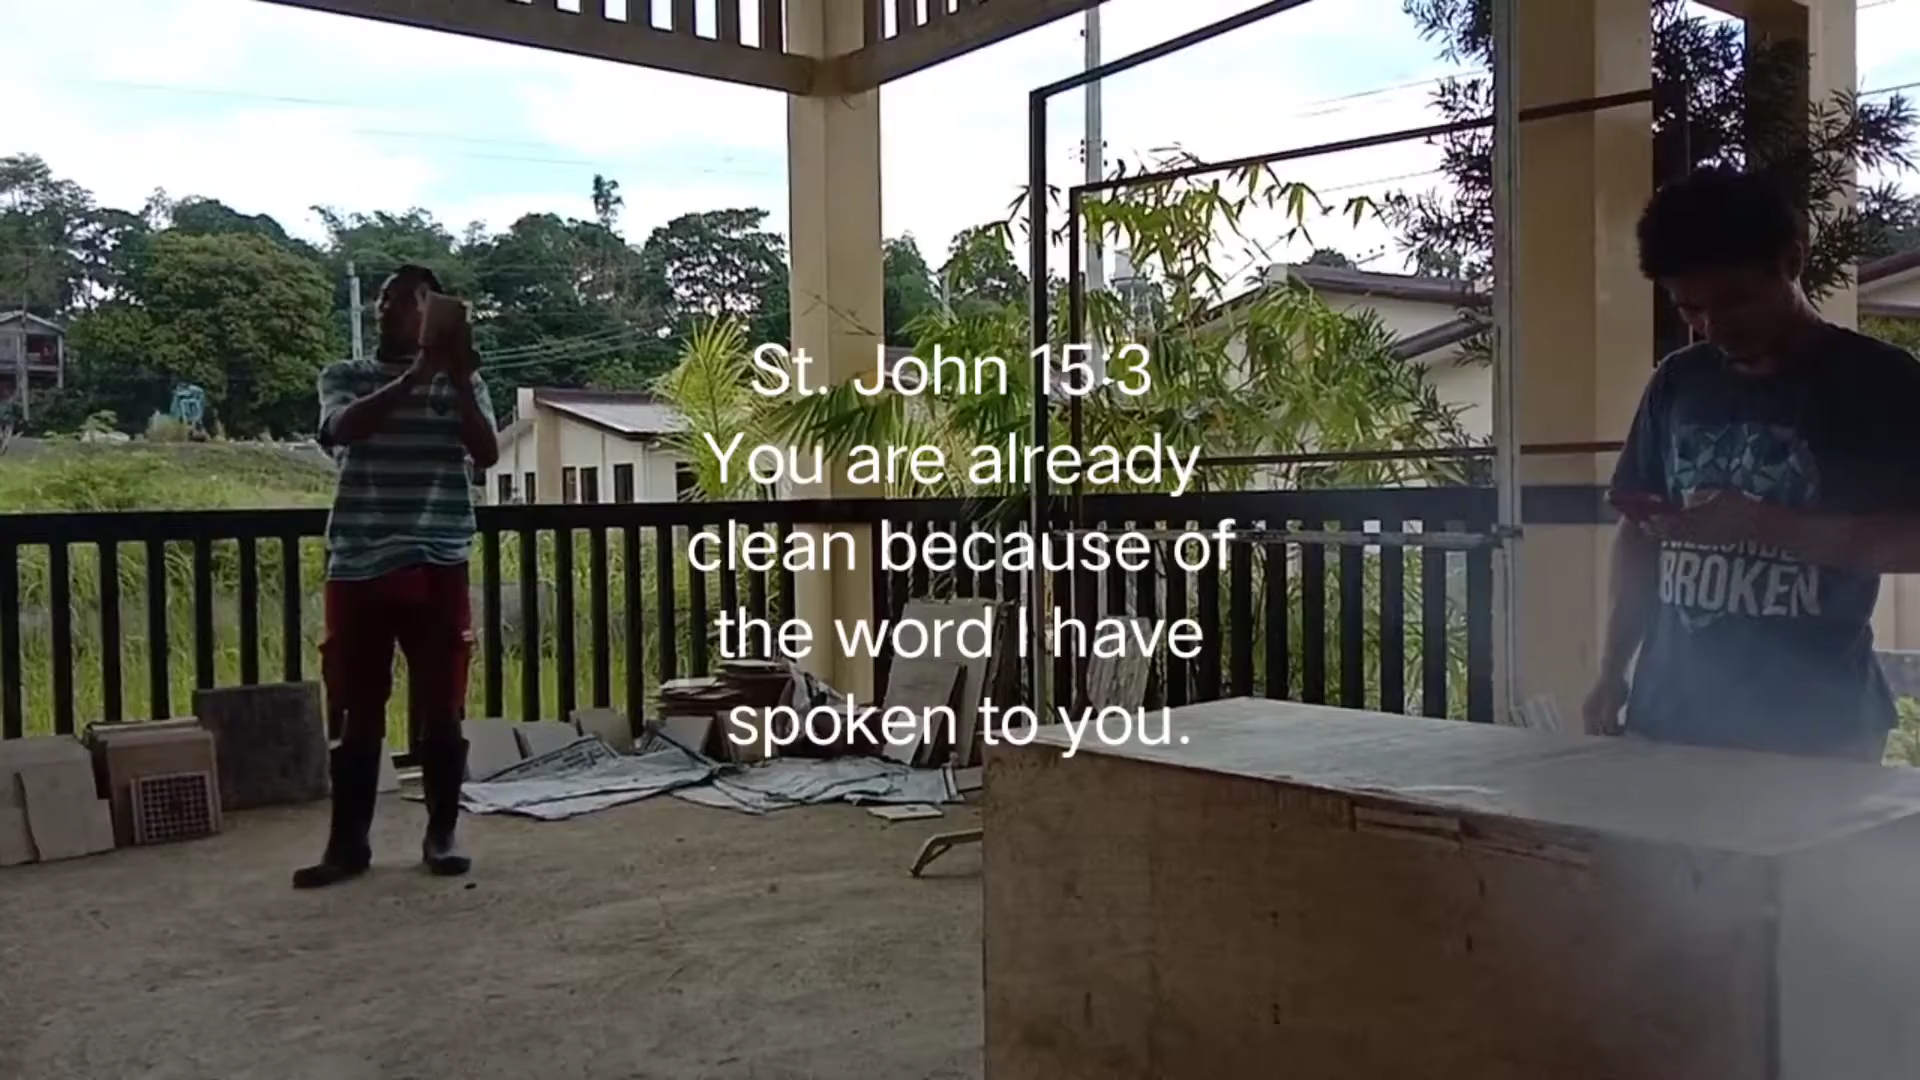 St. John 15:3
You are already
clean because of
the word I have
spoken to you.
BROKEN